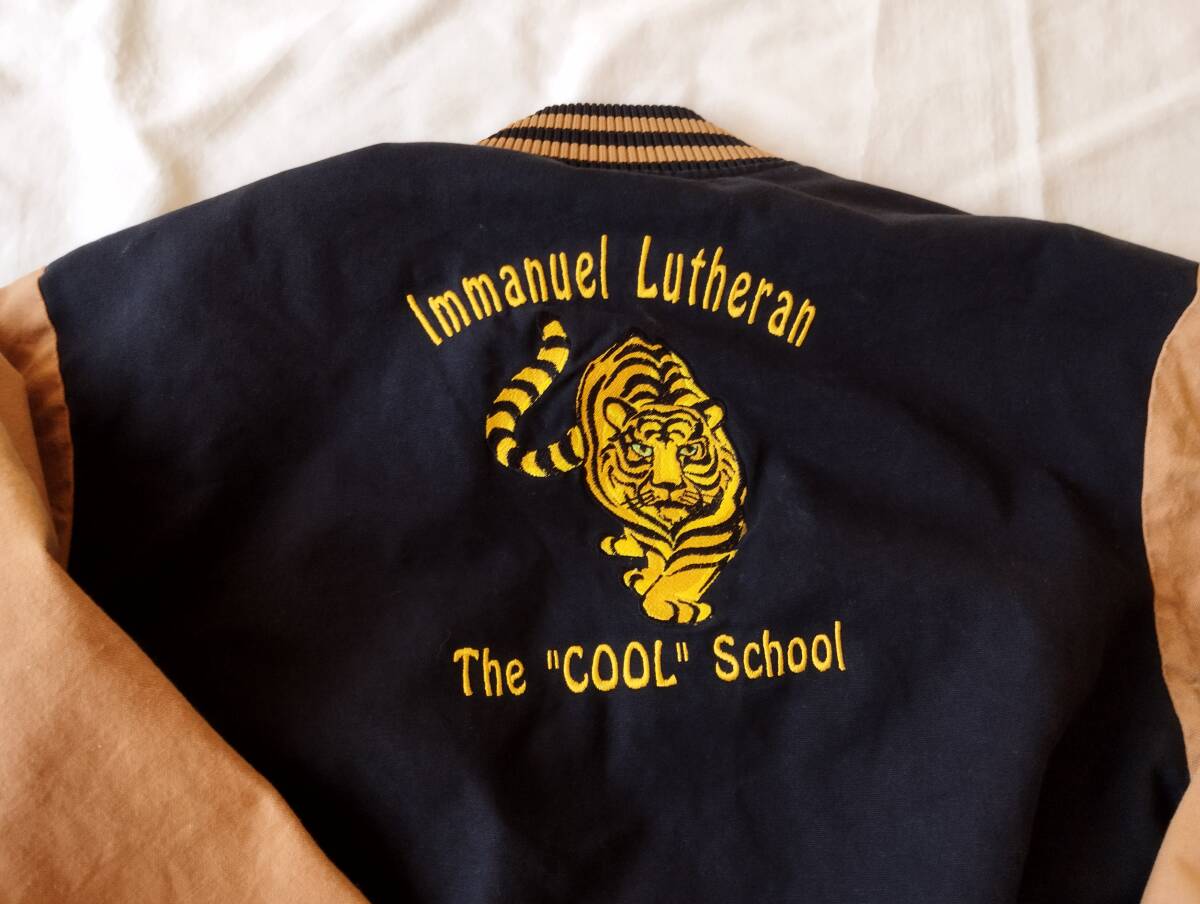 Immanuel Lutheran
The "COOL" School